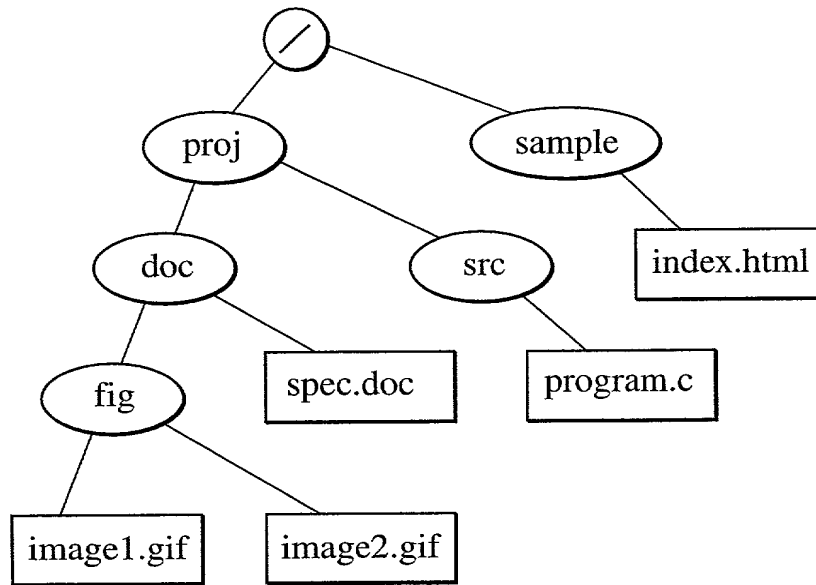 /
proj
sample
doc
src
index.html
fig
spec.doc
program.c
image1.gif
image2.gif